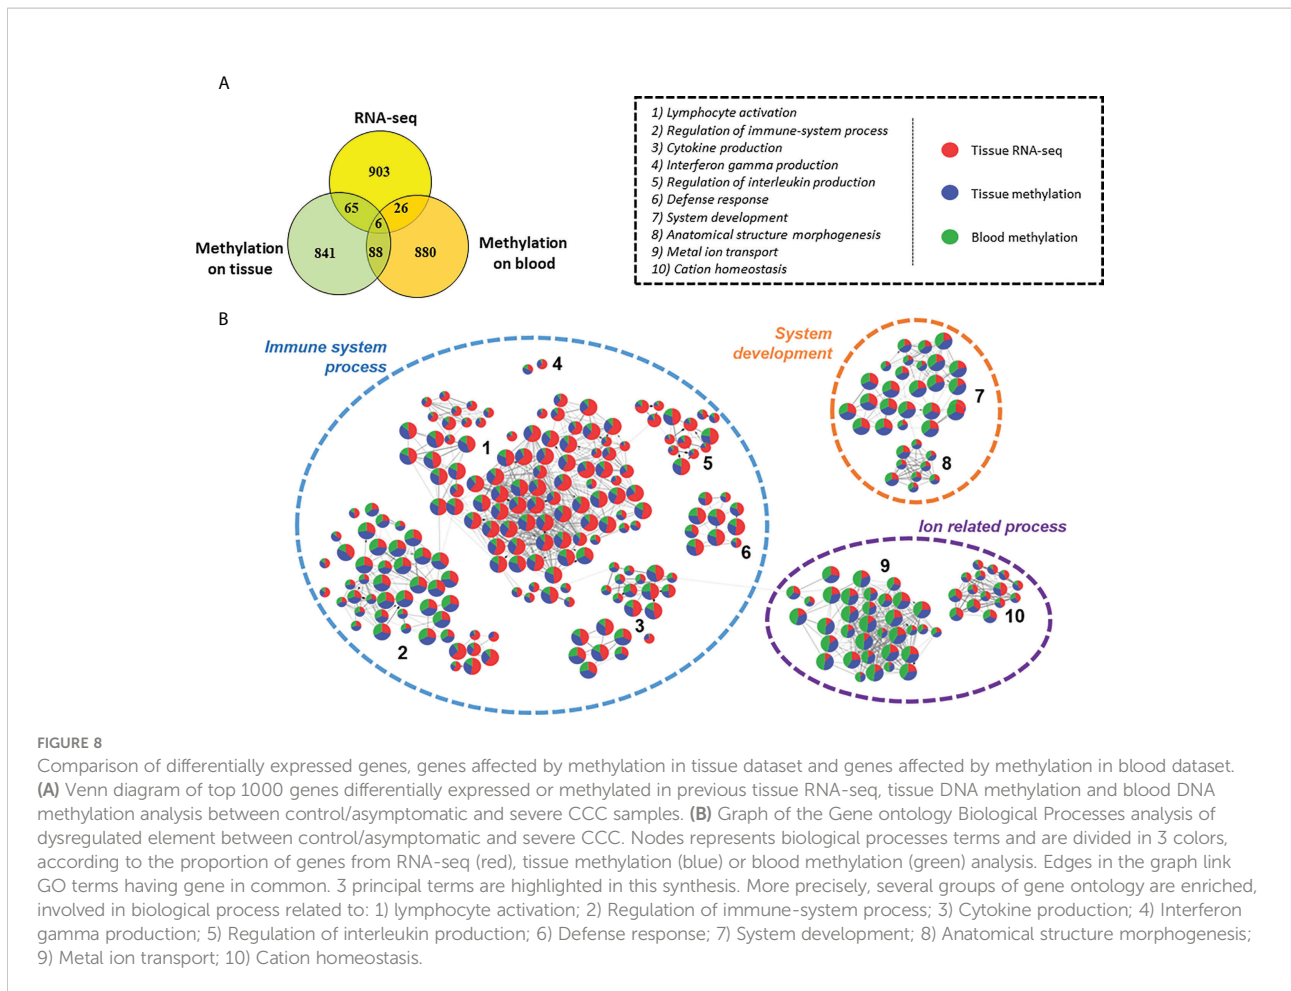 A
RNA-seq
903
65
26
6
Methylation
on tissue
841
88
880
Methylation
on blood
1) Lymphocyte activation
2) Regulation of immune-system process
3) Cytokine production
4) Interferon gamma production
5) Regulation of interleukin production
6) Defense response
7) System development
8) Anatomical structure morphogenesis
9) Metal ion transport
10) Cation homeostasis
Tissue RNA-seq
Tissue methylation
Blood methylation
B
Immune system
process
4
1
5
6
3
2
System
development
7
8
Ion related process
9
10
FIGURE 8
Comparison of differentially expressed genes, genes affected by methylation in tissue dataset and genes affected by methylation in blood dataset.
(A) Venn diagram of top 1000 genes differentially expressed or methylated in previous tissue RNA-seq, tissue DNA methylation and blood DNA
methylation analysis between control/asymptomatic and severe CCC samples. (B) Graph of the Gene ontology Biological Processes analysis of
dysregulated element between control/asymptomatic and severe CCC. Nodes represents biological processes terms and are divided in 3 colors,
according to the proportion of genes from RNA-seq (red), tissue methylation (blue) or blood methylation (green) analysis. Edges in the graph link
GO terms having gene in common. 3 principal terms are highlighted in this synthesis. More precisely, several groups of gene ontology are enriched,
involved in biological process related to: 1) lymphocyte activation; 2) Regulation of immune-system process; 3) Cytokine production; 4) Interferon
gamma production; 5) Regulation of interleukin production; 6) Defense response; 7) System development; 8) Anatomical structure morphogenesis;
9) Metal ion transport; 10) Cation homeostasis.